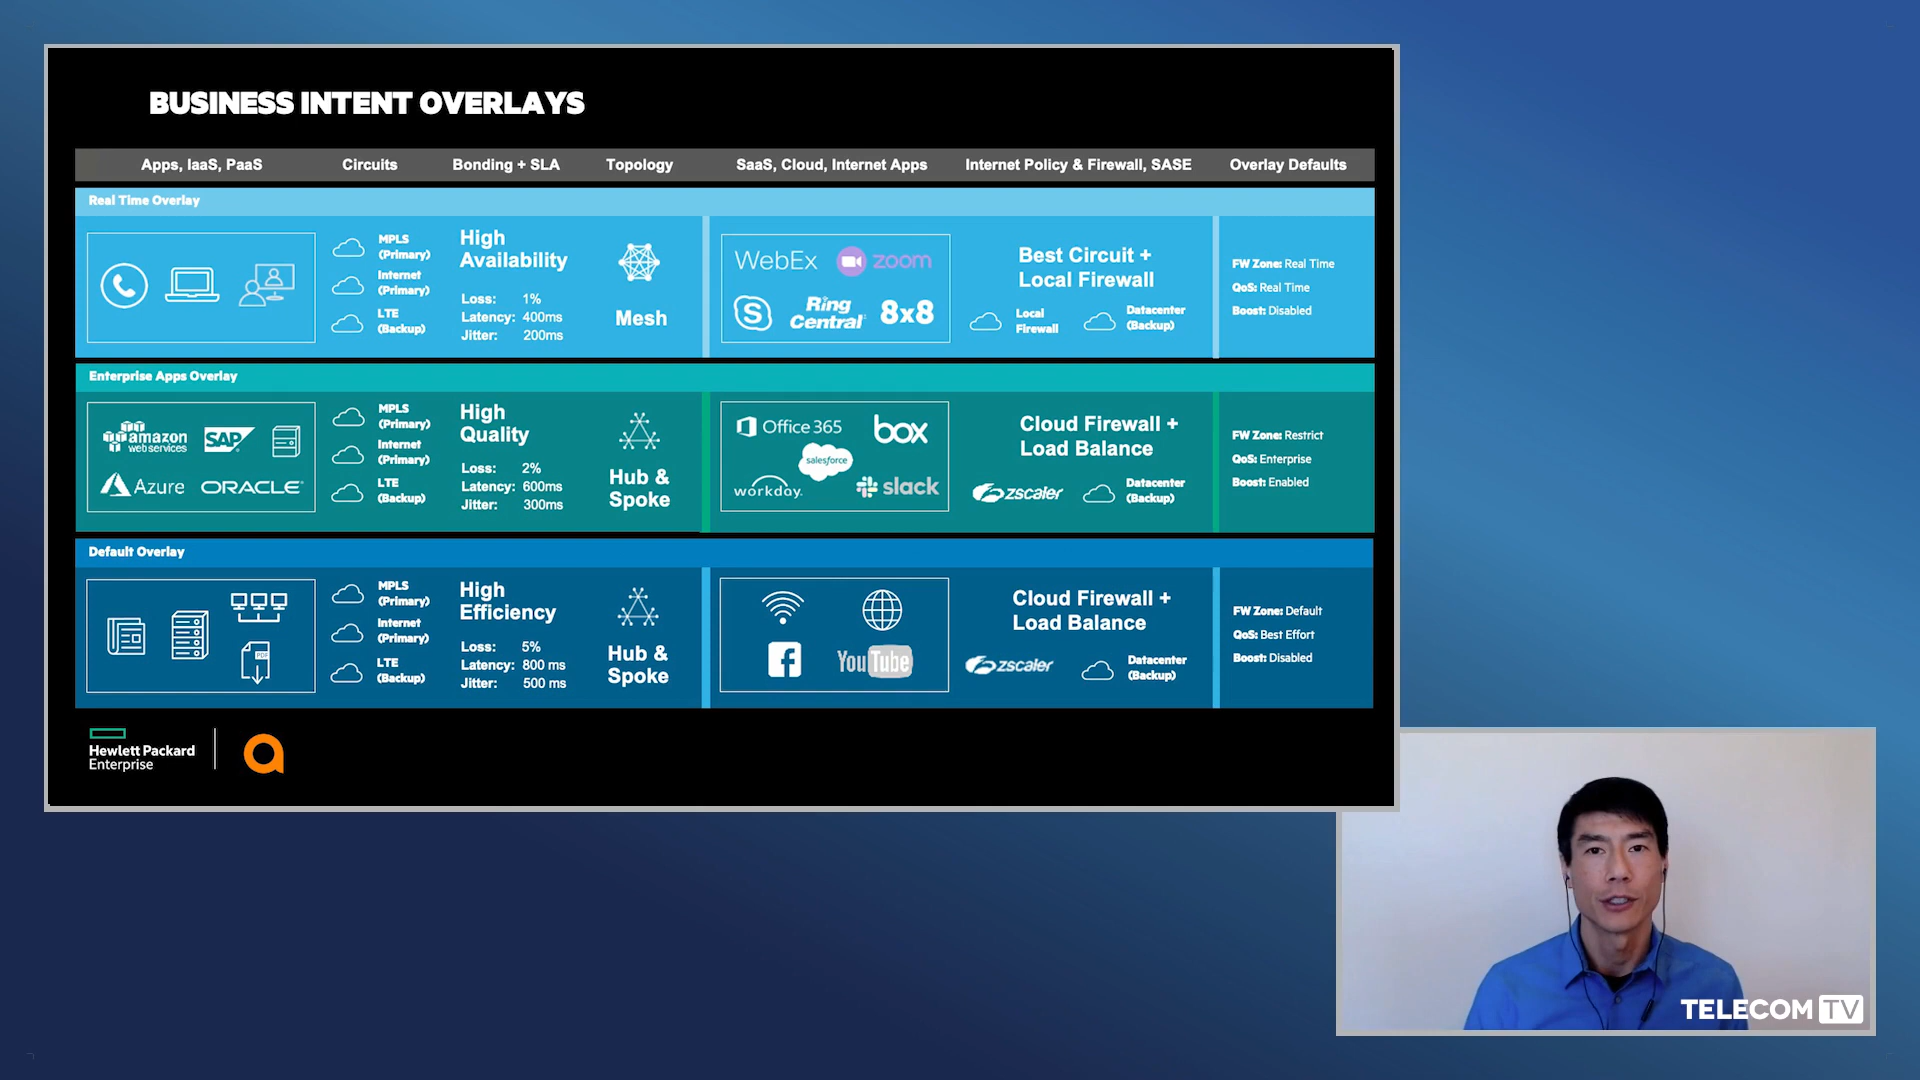 BUSINESS INTENT OVERLAYS
Apps, IaaS, PaaS
Circuits
Bonding + SLA
Topology
SaaS, Cloud, Internet Apps
Internet Policy & Firewall, SASE
Overlay Defaults
Real Time Overlay
MPLS
(Primary)
Internet
(Primary)
LTE
(Backup)
High
Availability
Loss: 1%
Latency: 400ms
Jitter: 200ms
Mesh
WebEx
zoom
S
Ring
Central
8x8
Best Circuit +
Local Firewall
Local
Firewall
Datacenter
(Backup)
FW Zone: Real Time
QoS: Real Time
Boost: Disabled
Enterprise Apps Overlay
amazon
webservices
SAP
Azure
ORACLE
MPLS
(Primary)
Internet
(Primary)
LTE
(Backup)
High
Quality
Loss: 2%
Latency: 600ms
Jitter: 300ms
Hub &
Spoke
Office 365
box
salesforce
workday.
slack
Cloud Firewall +
Load Balance
zscaler
Datacenter
(Backup)
FW Zone: Restrict
QoS: Enterprise
Boost: Enabled
Default Overlay
PDF
MPLS
(Primary)
Internet
(Primary)
LTE
(Backup)
High
Efficiency
Loss: 5%
Latency: 800 ms
Jitter: 500 ms
Hub &
Spoke
f
YouTube
Cloud Firewall +
Load Balance
zscaler
Datacenter
(Backup)
FW Zone: Default
QoS: Best Effort
Boost: Disabled
Hewlett Packard
Enterprise
a
TELECOM TV